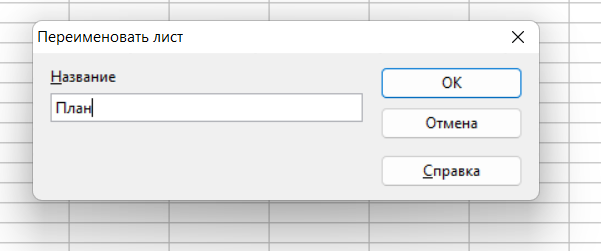 Переименовать лист
Название
План
ОК
Отмена
Справка